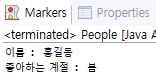 Markers Properties
<terminated> People [Java A
이름 : 홍길동
좋아하는 계절 : 봄